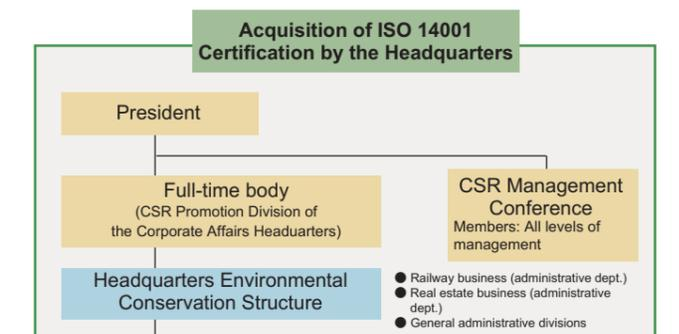 Acquisition of ISO 14001
Certification by the Headquarters
President
Full-time body
(CSR Promotion Division of
the Corporate Affairs Headuarters)
CSR Management
Conference
Members: All levels of
management
Headquarters Environmental
Conservation Structure
● Railway business (administrative dept.)
● Real estate business (administrative
dept.)
● General administrative divisions